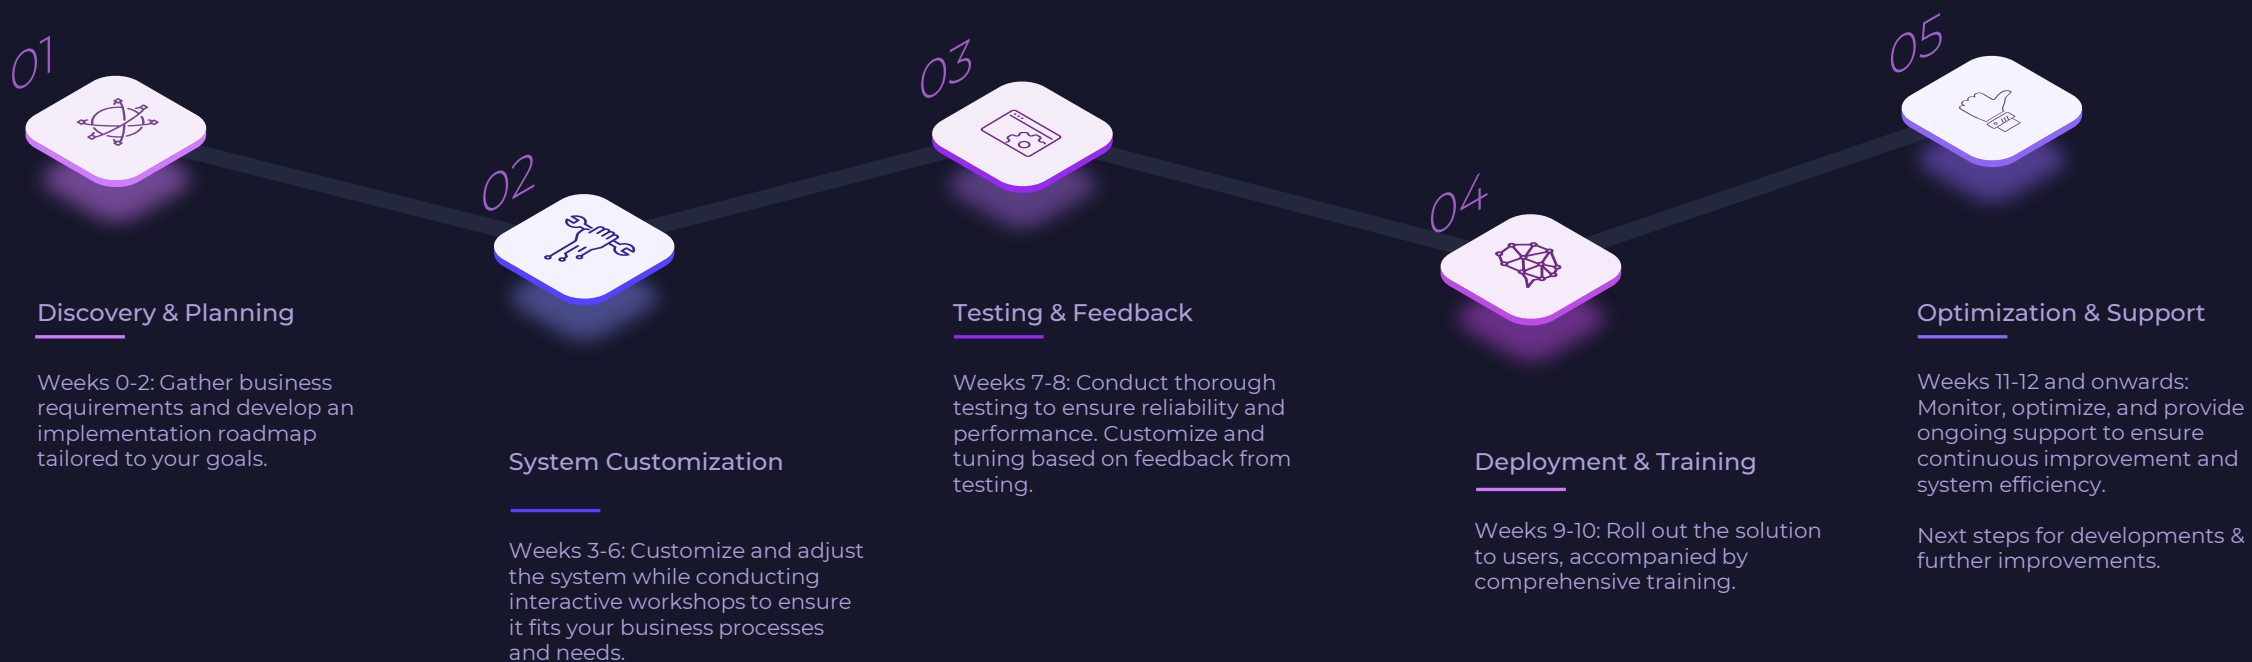 01
Discovery & Planning
Weeks 0-2: Gather business
requirements and develop an
implementation roadmap
tailored to your goals.
02
System Customization
Weeks 3-6: Customize and adjust
the system while conducting
interactive workshops to ensure
it fits your business processes
and needs.
03
Testing & Feedback
Weeks 7-8: Conduct thorough
testing to ensure reliability and
performance. Customize and
tuning based on feedback from
testing.
04
Deployment & Training
Weeks 9-10: Roll out the solution
to users, accompanied by
comprehensive training.
05
Optimization & Support
Weeks 11-12 and onwards:
Monitor, optimize, and provide
ongoing support to ensure
continuous improvement and
system efficiency.
Next steps for developments &
further improvements.